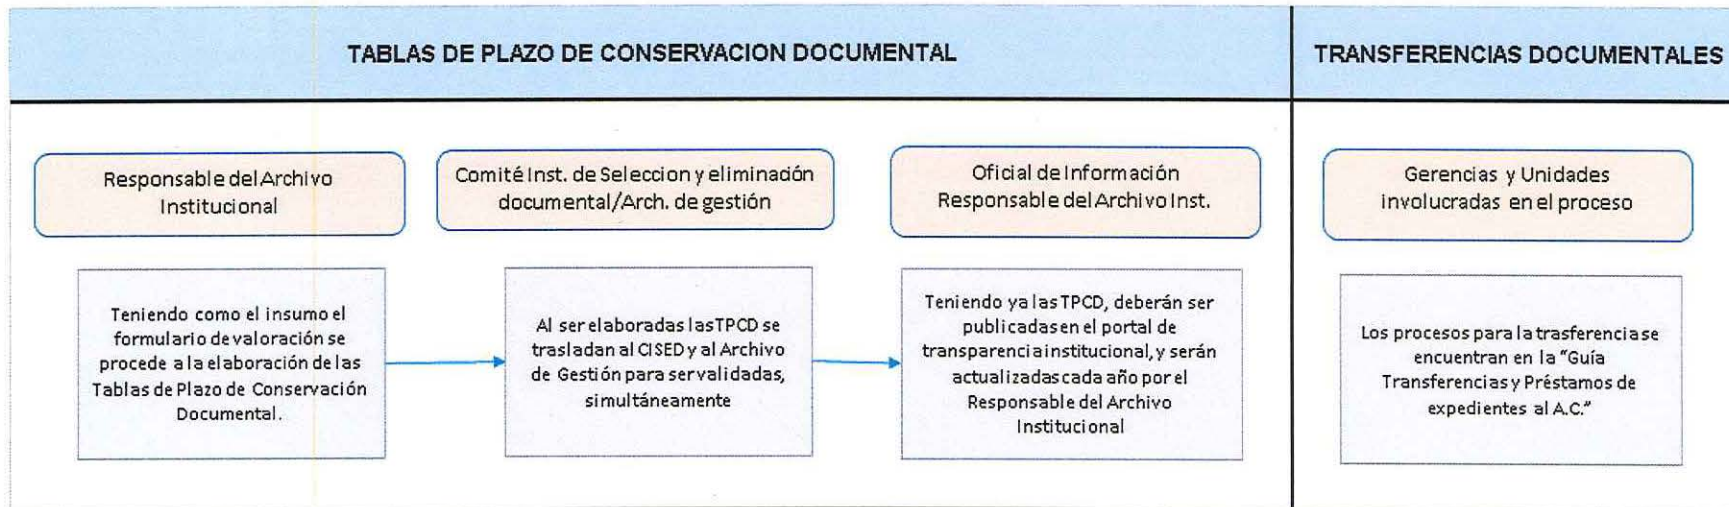 TABLAS DE PLAZO DE CONSERVACION DOCUMENTAL
TRANSFERENCIAS DOCUMENTALES
Responsable del Archivo
Institucional
Comité Inst. de Seleccion y eliminación
documental/Arch. de gestión
Oficial de Información
Responsable del Archivo Inst.
Gerencias y Unidades
involucradas en el proceso
Teniendo como el insumo el
formulario de valoración se
procede a la elaboración de las
Tablas de Plazo de Conservación
Documental.
Al ser elaboradas las TPCD se
trasladan al CISED y al Archivo
de Gestión para ser validadas,
simultáneamente
Teniendo ya las TPCD, deberán ser
publicadas en el portal de
transparencia institucional, y serán
actualizadas cada año por el
Responsable del Archivo
Institucional
Los procesos para la trasferencia se
encuentran en la "Guía
Transferencias y Préstamos de
expedientes al A.C."